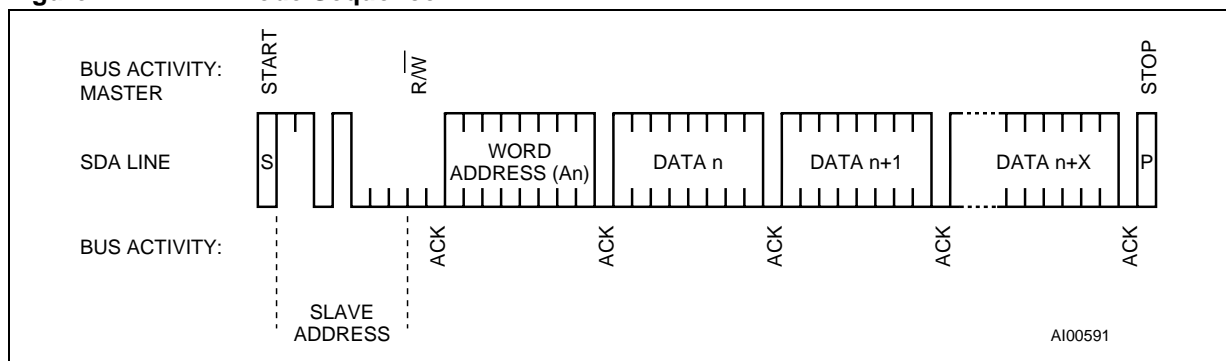 BUS ACTIVITY:
MASTER
START
R/W
STOP
SDA LINE
S
WORD
ADDRESS (An)
DATA n
DATA n+1
DATA n+X
P
BUS ACTIVITY:
ACK
ACK
ACK
ACK
ACK
SLAVE
ADDRESS
AI00591